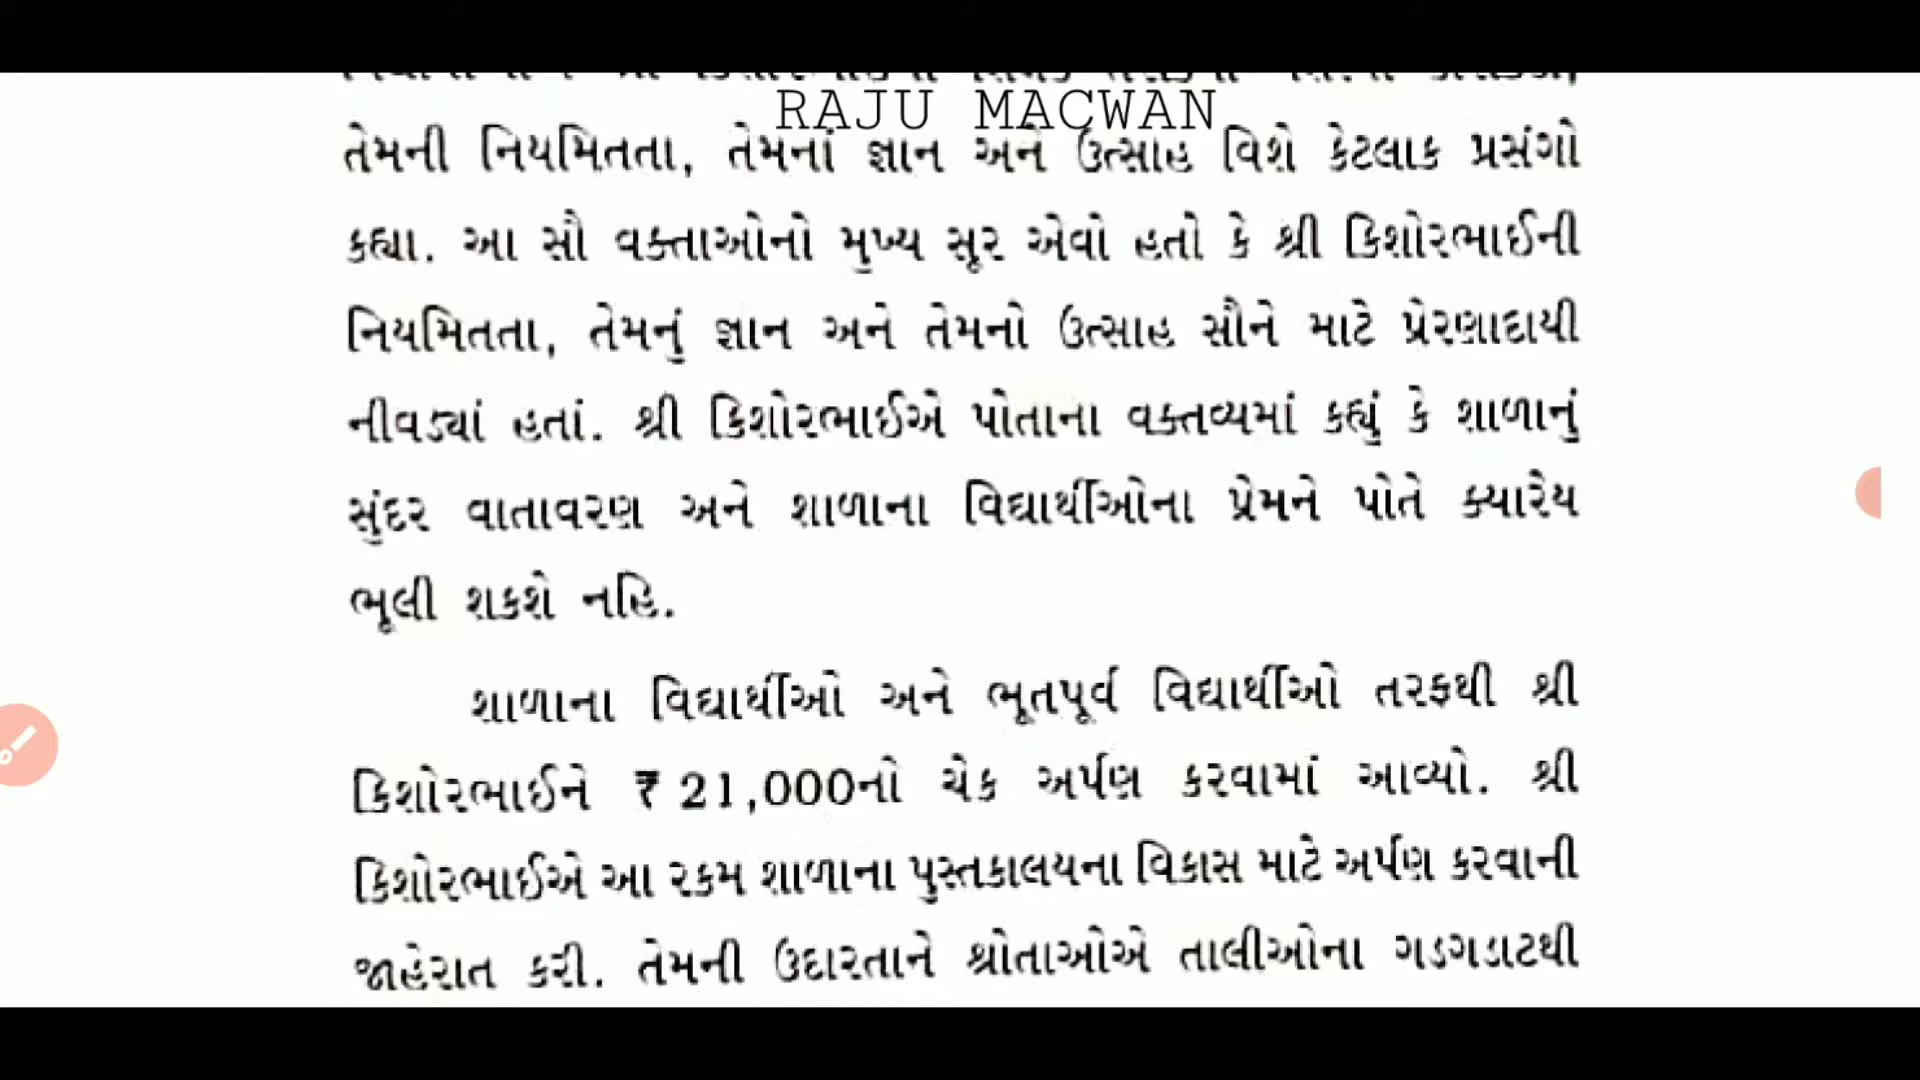 RAJU MACWAN
તેમની નિયમિતતા, તેમનાં જ્ઞાન અને ઉત્સાહ વિશે કેટલાક પ્રસંગો
કહ્યા. આ સૌ વક્તાઓનો મુખ્ય સૂર એવો હતો કે શ્રી કિશોરભાઈની
નિયમિતતા, તેમનું જ્ઞાન અને તેમનો ઉત્સાહ સૌને માટે પ્રેરણાદાયી
નીવડ્યાં હતાં. શ્રી કિશોરભાઈએ પોતાના વક્તવ્યમાં કહ્યું કે શાળાનું
સુંદર વાતાવરણ અને શાળાના વિદ્યાર્થીઓના પ્રેમને પોતે ક્યારેય
ભૂલી શકશે નહિ.
શાળાના વિદ્યાર્થીઓ અને ભૂતપૂર્વ વિદ્યાર્થીઓ તરફથી શ્રી
કિશોરભાઈને ₹ 21,000નો ચેક અર્પણ કરવામાં આવ્યો. શ્રી
કિશોરભાઈએ આ રકમ શાળાના પુસ્તકાલયના વિકાસ માટે અર્પણ કરવાની
જાહેરાત કરી. તેમની ઉદારતાને શ્રોતાઓએ તાલીઓના ગડગડાટથી